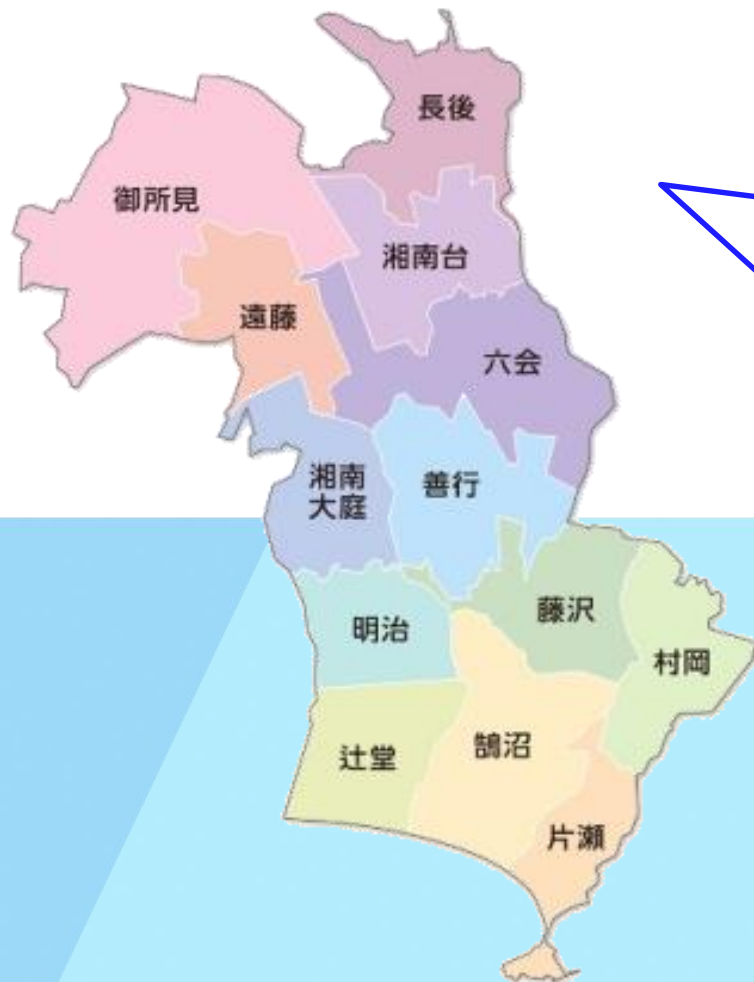 長後
御所見
湘南台
遠藤
六会
湘南
大庭
善行
藤沢
明治
村岡
辻堂
鵠沼
片瀬